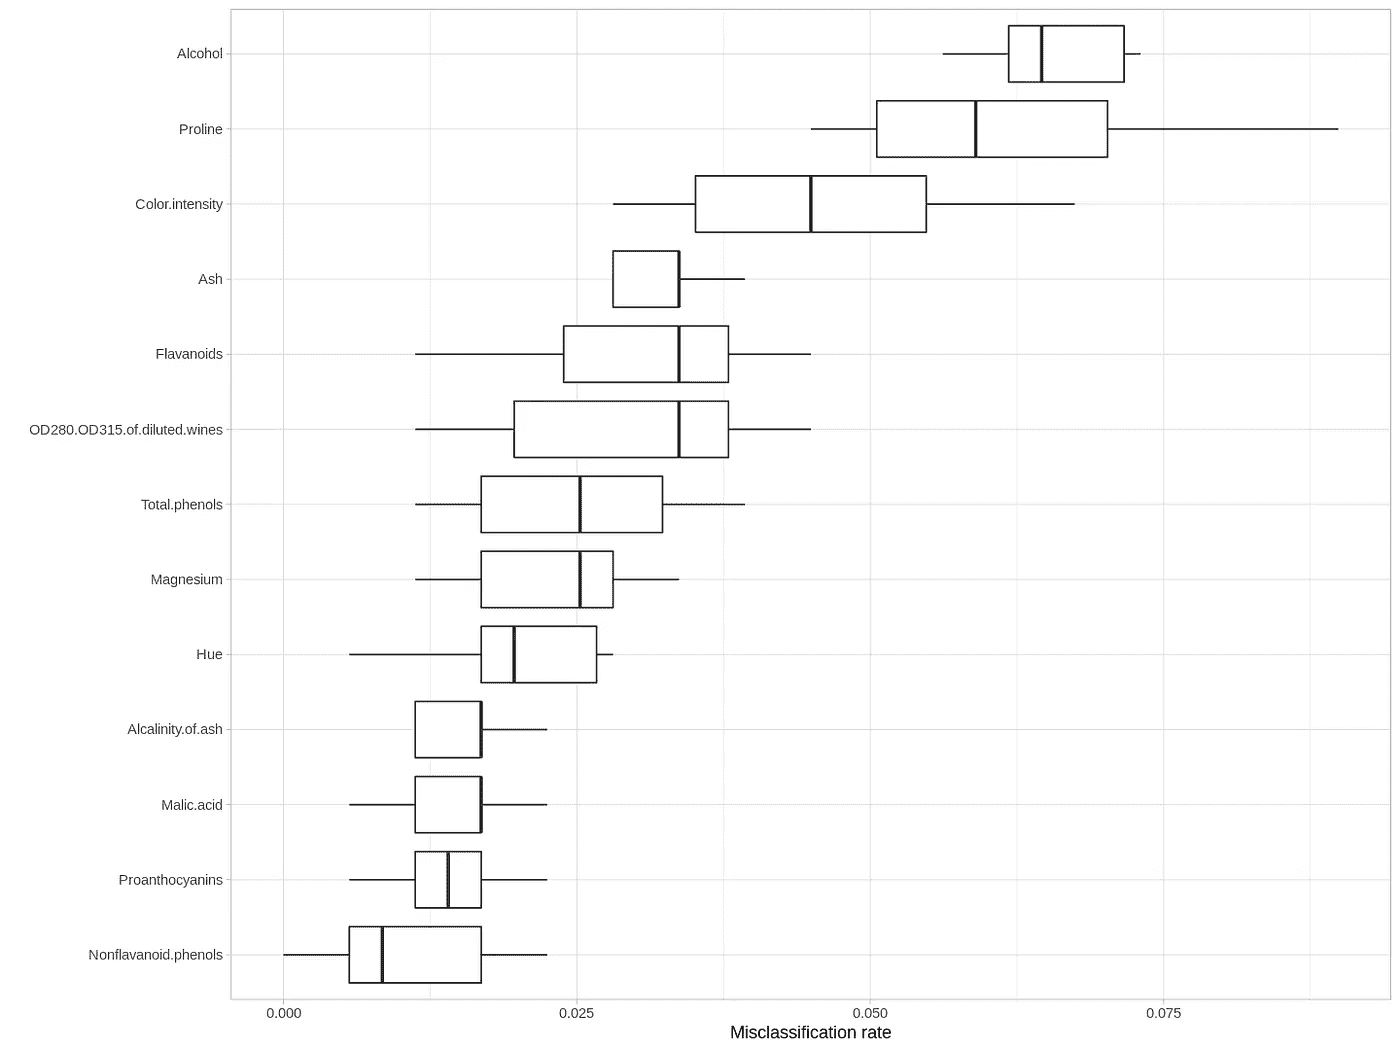 Alcohol
Proline
Color.intensity
Ash
Flavanoids
OD280.OD315.of.diluted.wines
Total.phenols
Magnesium
Hue
Alcalinity.of.ash
Malic.acid
Proanthocyanins
Nonflavanoid.phenols
0.000 0.025 0.050 0.075
Misclassification rate